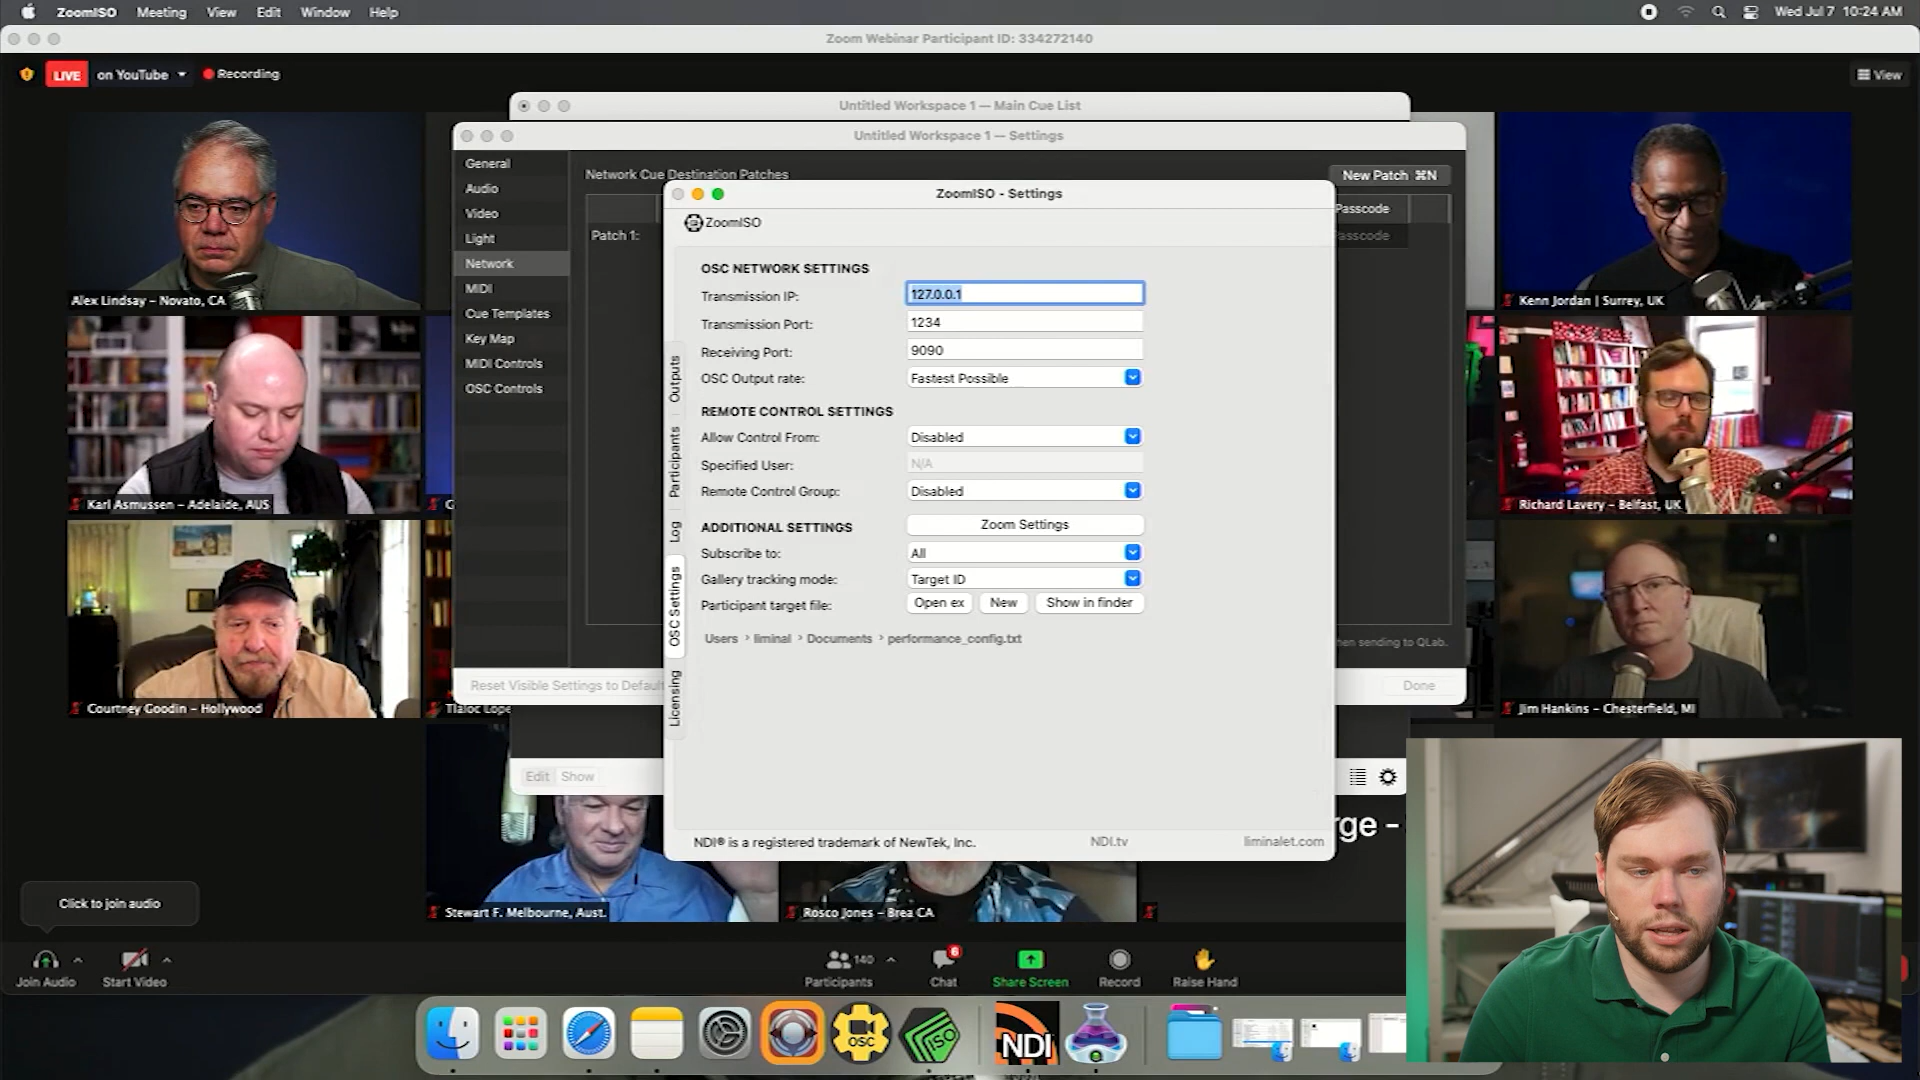 ZoomISO Meeting View Edit Window Help
Wed Jul 7 10:24 AM
Zoom Webinar Participant ID: 334272140
LIVE on YouTube Recording
View
Untitled Workspace 1 — Main Cue List
Untitled Workspace 1 — Settings
General
Audio
Video
Light
Network
MIDI
Cue Templates
Key Map
MIDI Controls
OSC Controls
Network Cue Destination Patches
New Patch ⌘N
Passcode
Patch 1:
Passcode
when sending to QLab.
Reset Visible Settings to Default
Done
Edit Show
ZoomISO - Settings
ZoomISO
Outputs
Participants
Log
OSC Settings
Licensing
OSC NETWORK SETTINGS
Transmission IP: 127.0.0.1
Transmission Port: 1234
Receiving Port: 9090
OSC Output rate: Fastest Possible
REMOTE CONTROL SETTINGS
Allow Control From: Disabled
Specified User: N/A
Remote Control Group: Disabled
ADDITIONAL SETTINGS Zoom Settings
Subscribe to: All
Gallery tracking mode: Target ID
Participant target file: Open ex New Show in finder
Users > liminal > Documents > performance_config.txt
NDI® is a registered trademark of NewTek, Inc. NDI.tv liminalet.com
Alex Lindsay – Novato, CA
Kenn Jordan | Surrey, UK
Karl Asmussen – Adelaide, AUS
Richard Lavery – Belfast, UK
Courtney Goodin – Hollywood
Tlaloc Lope
Jim Hankins – Chesterfield, MI
rge -
Stewart F. Melbourne, Aust.
Rosco Jones – Brea CA
Click to join audio
Join Audio
Start Video
140
Participants
6
Chat
Share Screen
Record
Raise Hand
OSC
ISO
NDI